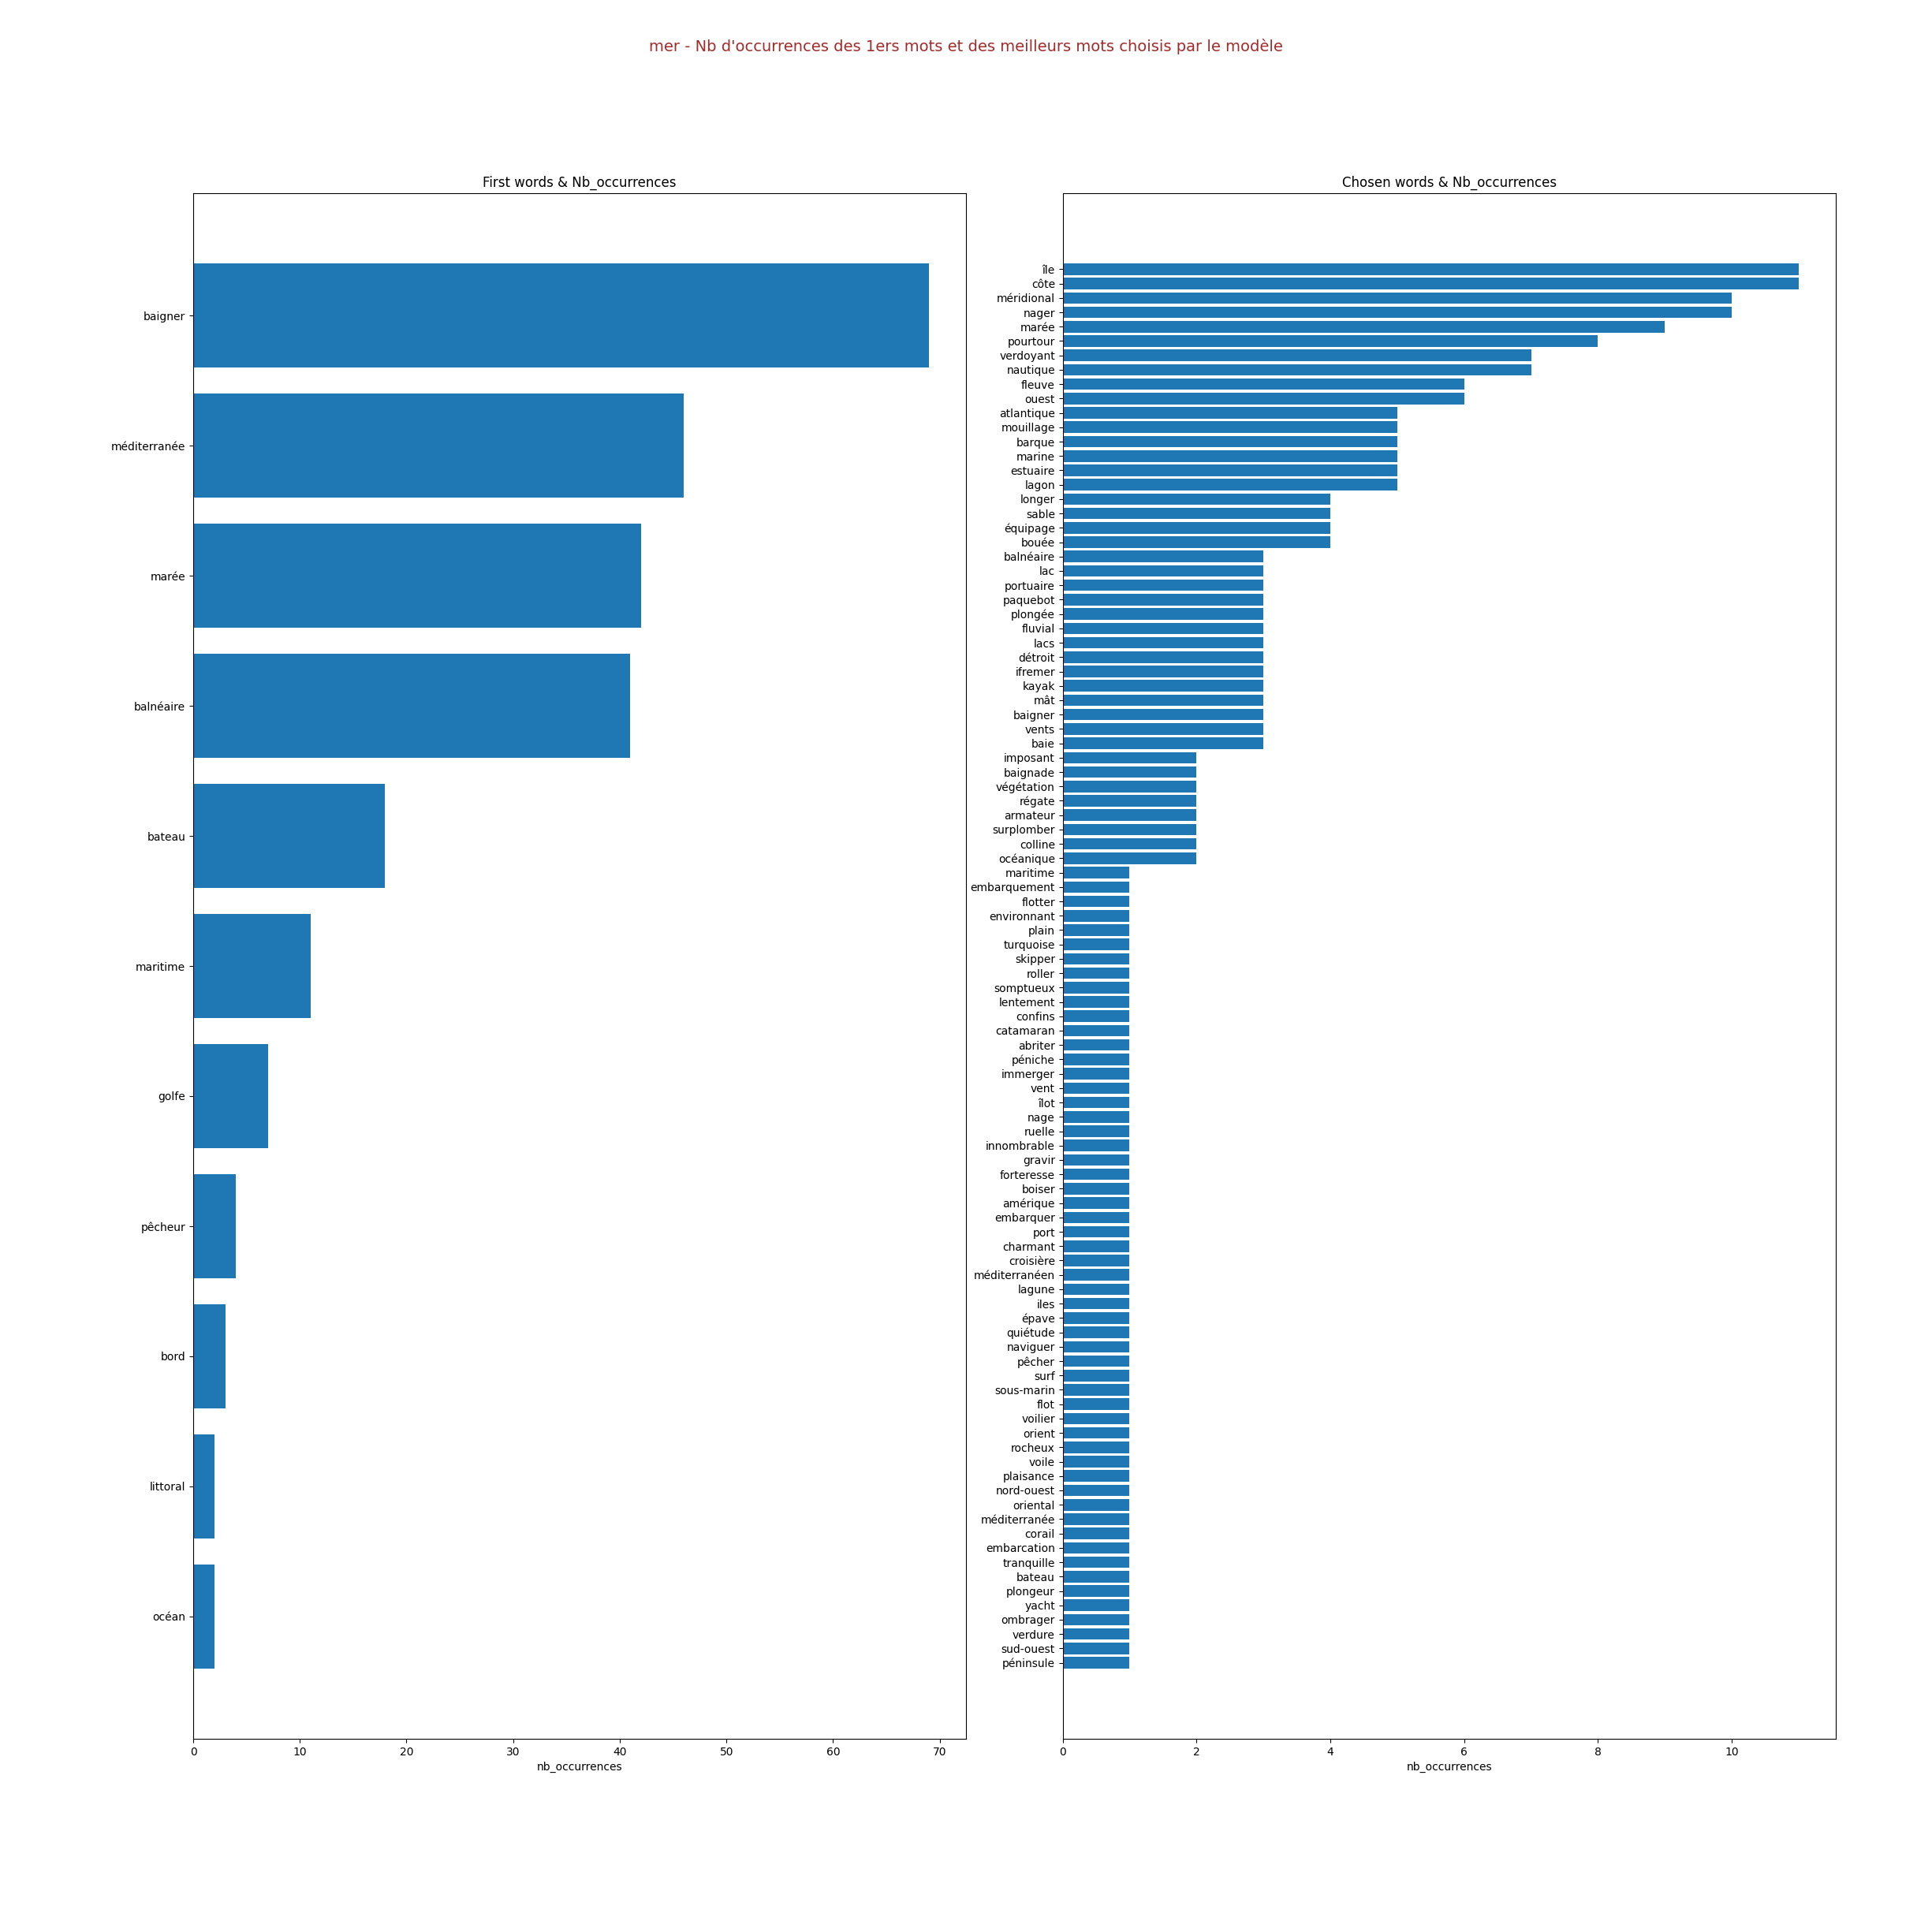 mer - Nb d'occurrences des 1ers mots et des meilleurs mots choisis par le modèle
First words & Nb_occurrences
baigner
méditerranée
marée
balnéaire
bateau
maritime
golfe
pêcheur
bord
littoral
océan
0 10 20 30 40 50 60 70
nb_occurrences
Chosen words & Nb_occurrences
île
côte
méridional
nager
marée
pourtour
verdoyant
nautique
fleuve
ouest
atlantique
mouillage
barque
marine
estuaire
lagon
longer
sable
équipage
bouée
balnéaire
lac
portuaire
paquebot
plongée
fluvial
lacs
détroit
ifremer
kayak
mât
baigner
vents
baie
imposant
baignade
végétation
régate
armateur
surplomber
colline
océanique
maritime
embarquement
flotter
environnant
plain
turquoise
skipper
roller
somptueux
lentement
confins
catamaran
abriter
péniche
immerger
vent
îlot
nage
ruelle
innombrable
gravir
forteresse
boiser
amérique
embarquer
port
charmant
croisière
méditerranéen
lagune
iles
épave
quiétude
naviguer
pêcher
surf
sous-marin
flot
voilier
orient
rocheux
voile
plaisance
nord-ouest
oriental
méditerranée
corail
embarcation
tranquille
bateau
plongeur
yacht
ombrager
verdure
sud-ouest
péninsule
0 2 4 6 8 10
nb_occurrences